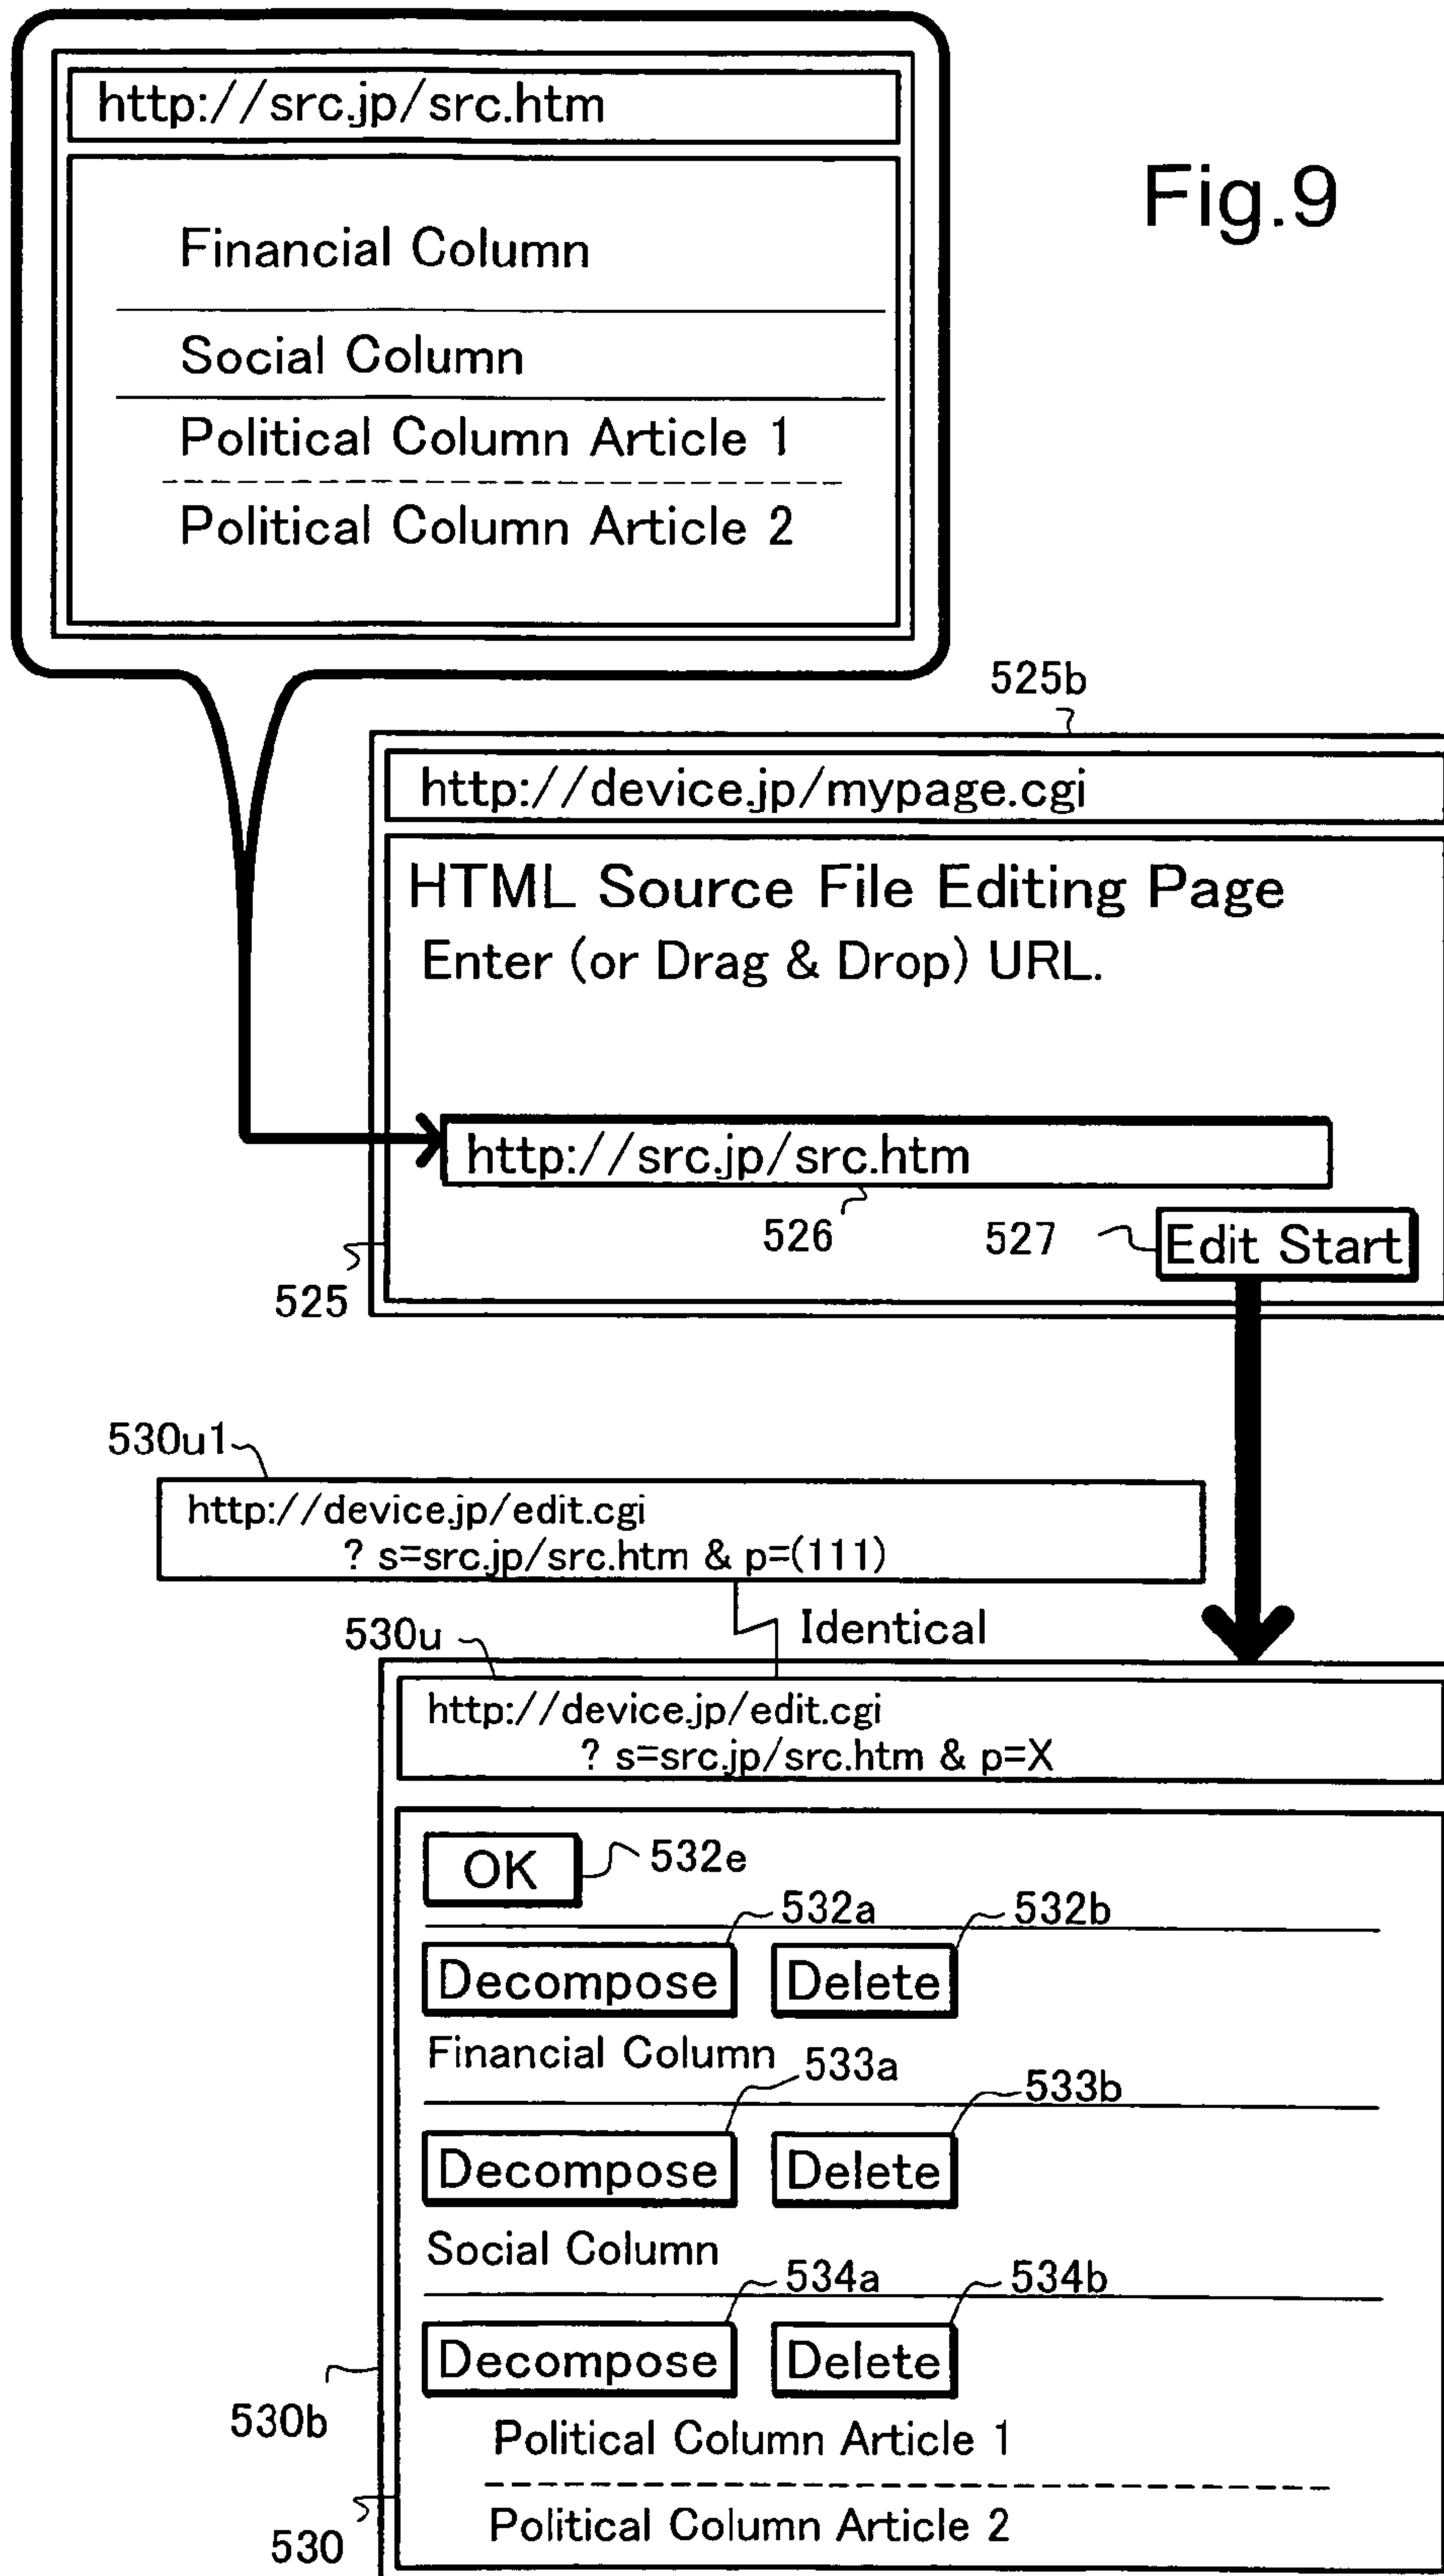 http://src.jp/src.htm
Fig.9
Financial Column
Social Column
Political Column Article 1
Political Column Article 2
525b
http://device.jp/mypage.cgi
HTML Source File Editing Page
Enter (or Drag & Drop) URL.
http://src.jp/src.htm
526
527
Edit Start
525
530u1
http://device.jp/edit.cgi
? s=src.jp/src.htm & p=(111)
530u
Identical
http://device.jp/edit.cgi
? s=src.jp/src.htm & p=X
OK
532e
532a
532b
Decompose
Delete
Financial Column
533a
533b
Decompose
Delete
Social Column
534a
534b
Decompose
Delete
530b
Political Column Article 1
530
Political Column Article 2